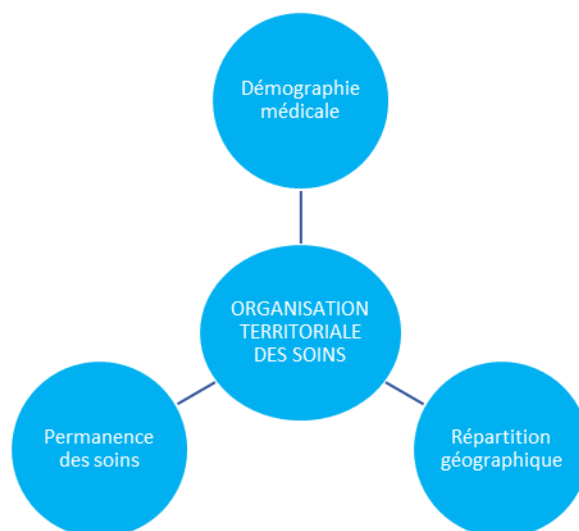 Démographie
médicale
ORGANISATION
TERRITORIALE
DES SOINS
Permanence
des soins
Répartition
géographique